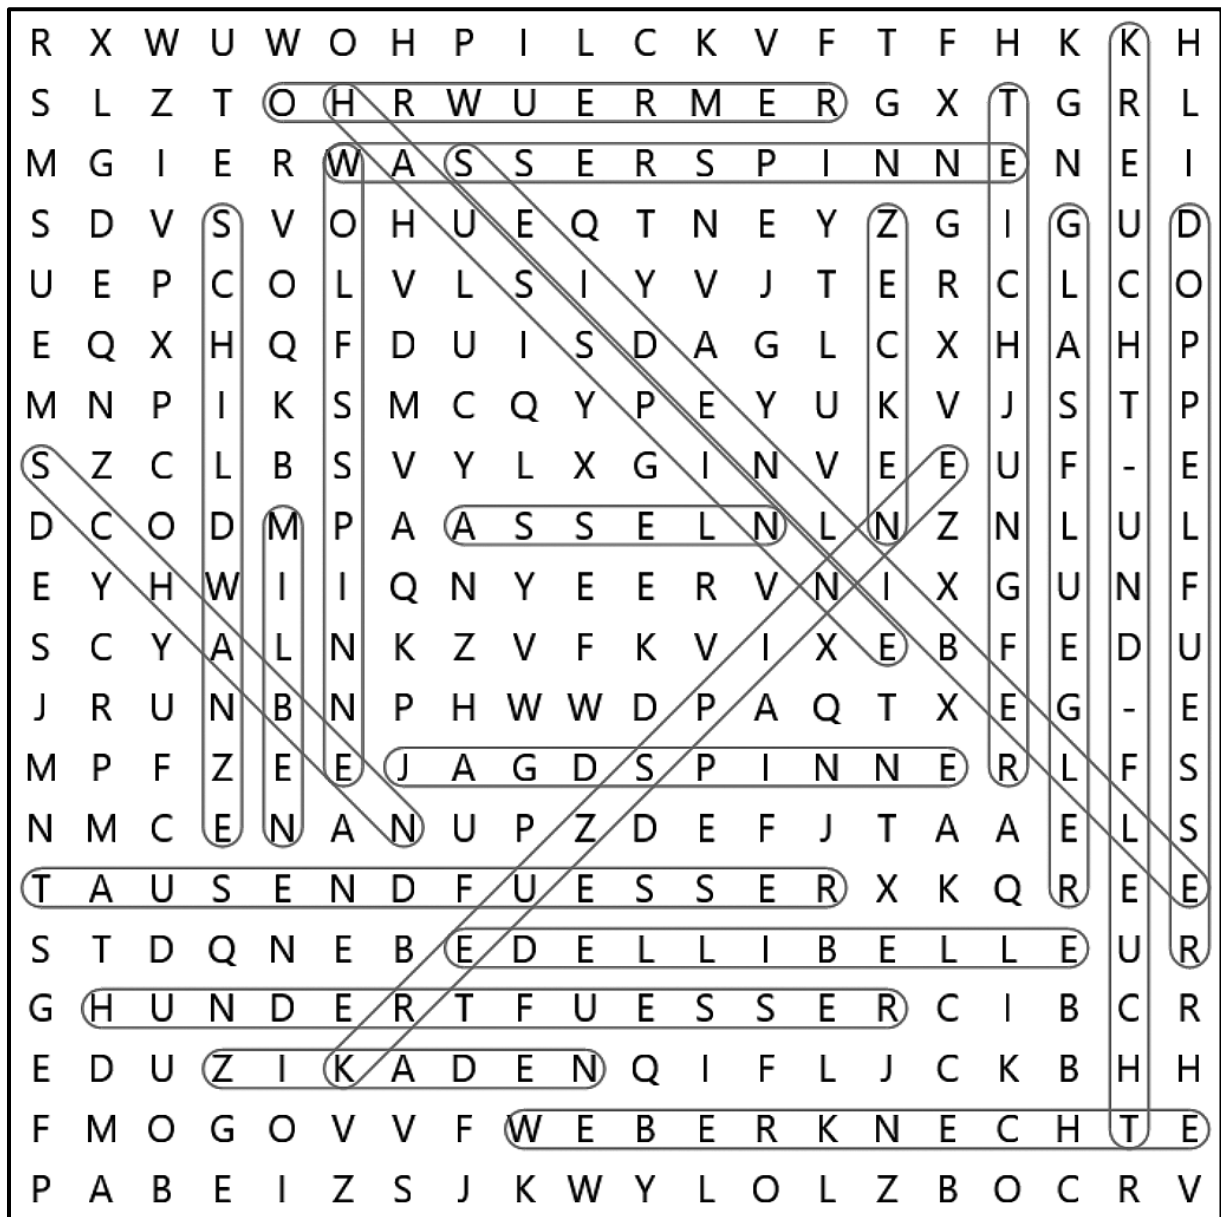 R X W U W O H P I L C K V F T F H K K H
S L Z T O H R W U E R M E R G X T G R L
M G I E R W A S S E R S P I N N E N E I
S D V S V O H U E Q T N E Y Z G I G U D
U E P C O L V L S I Y V J T E R C L C O
E Q X H Q F D U I S D A G L C X H A H P
M N P I K S M C Q Y P E Y U K V J S T P
S Z C L B S V Y L X G I N V E E U F - E
D C O D M P A A S S E L N L N Z N L U L
E Y H W I I Q N Y E E R V N I X G U N F
S C Y A L N K Z V F K V I X E B F E D U
J R U N B N P H W W D P A Q T X E G - E
M P F Z E E J A G D S P I N N E R L F S
N M C E N A N U P Z D E F J T A A E L S
T A U S E N D F U E S S E R X K Q R E E
S T D Q N E B E D E L L I B E L L E U R
G H U N D E R T F U E S S E R C I B C R
E D U Z I K A D E N Q I F L J C K B H H
F M O G O V V F W E B E R K N E C H T E
P A B E I Z S J K W Y L O L Z B O C R V